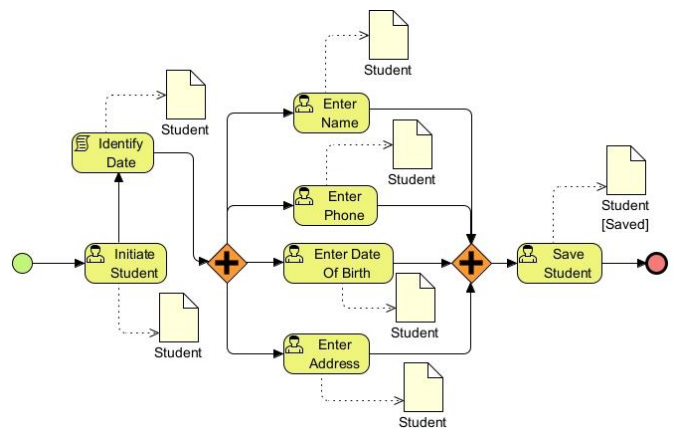 Student
Enter
Name
Student
Identify
Date
Student
Enter
Phone
Student
[Saved]
Initiate
Student
Enter Date
Of Birth
Save
Student
Student
Student
Enter
Address
Student